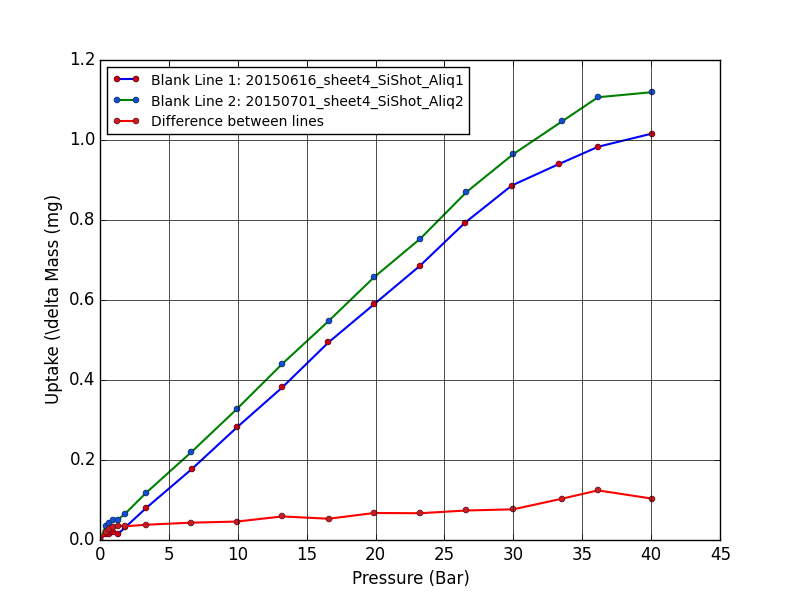 Blank Line 1: 20150616_sheet4_SiShot_Aliq1
Blank Line 2: 20150701_sheet4_SiShot_Aliq2
Difference between lines
1.2
1.0
0.8
0.6
0.4
0.2
0.0
Uptake (\delta Mass (mg)
0 5 10 15 20 25 30 35 40 45
Pressure (Bar)